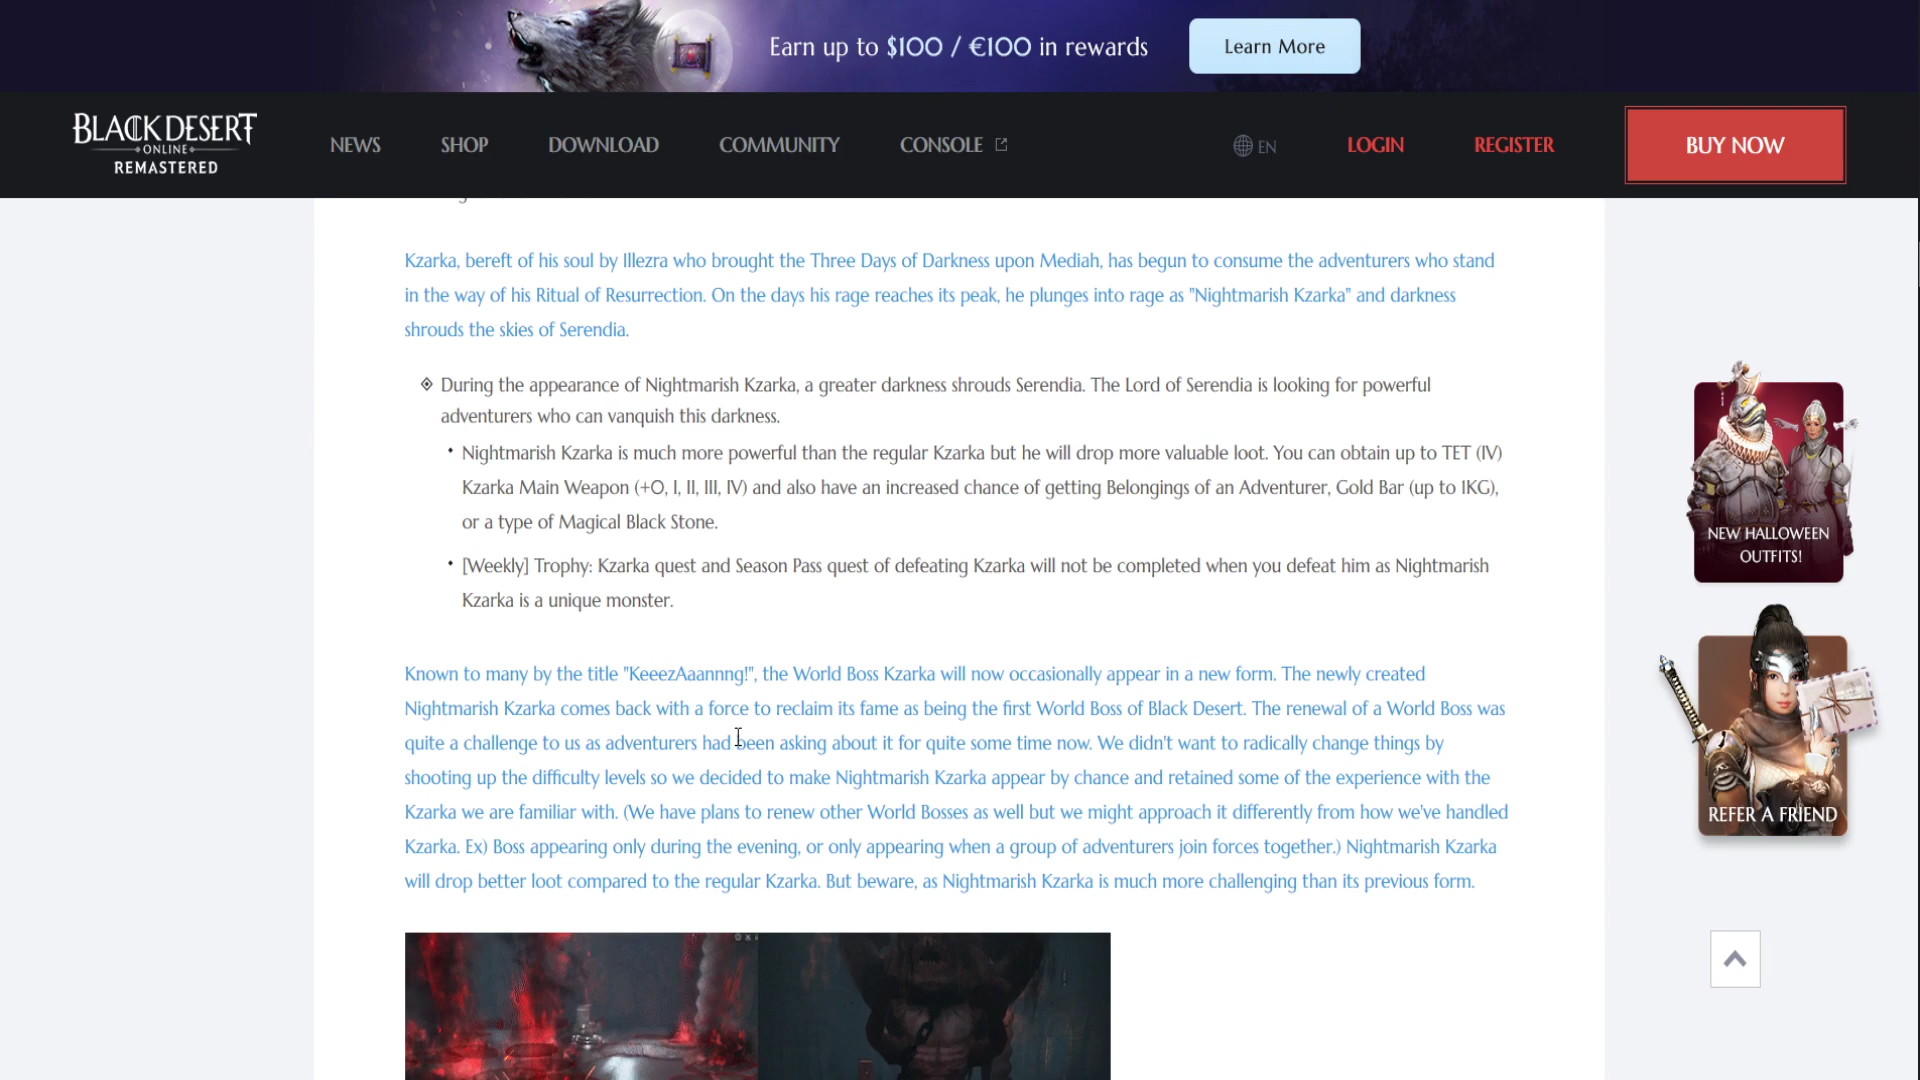 Earn up to $100 / €100 in rewards
Learn More
BLACK DESERT
ONLINE
REMASTERED
NEWS
SHOP
DOWNLOAD
COMMUNITY
CONSOLE
EN
LOGIN
REGISTER
BUY NOW
Kzarka, bereft of his soul by Illezra who brought the Three Days of Darkness upon Mediah, has begun to consume the adventurers who stand
in the way of his Ritual of Resurrection. On the days his rage reaches its peak, he plunges into rage as "Nightmarish Kzarka" and darkness
shrouds the skies of Serendia.
During the appearance of Nightmarish Kzarka, a greater darkness shrouds Serendia. The Lord of Serendia is looking for powerful
adventurers who can vanquish this darkness.
• Nightmarish Kzarka is much more powerful than the regular Kzarka but he will drop more valuable loot. You can obtain up to TET (IV)
Kzarka Main Weapon (+O, I, II, III, IV) and also have an increased chance of getting Belongings of an Adventurer, Gold Bar (up to 1KG),
or a type of Magical Black Stone.
• [Weekly] Trophy: Kzarka quest and Season Pass quest of defeating Kzarka will not be completed when you defeat him as Nightmarish
Kzarka is a unique monster.
Known to many by the title "KeeezAaannng!", the World Boss Kzarka will now occasionally appear in a new form. The newly created
Nightmarish Kzarka comes back with a force to reclaim its fame as being the first World Boss of Black Desert. The renewal of a World Boss was
quite a challenge to us as adventurers had been asking about it for quite some time now. We didn't want to radically change things by
shooting up the difficulty levels so we decided to make Nightmarish Kzarka appear by chance and retained some of the experience with the
Kzarka we are familiar with. (We have plans to renew other World Bosses as well but we might approach it differently from how we've handled
Kzarka. Ex) Boss appearing only during the evening, or only appearing when a group of adventurers join forces together.) Nightmarish Kzarka
will drop better loot compared to the regular Kzarka. But beware, as Nightmarish Kzarka is much more challenging than its previous form.
NEW HALLOWEEN
OUTFITS!
REFER A FRIEND